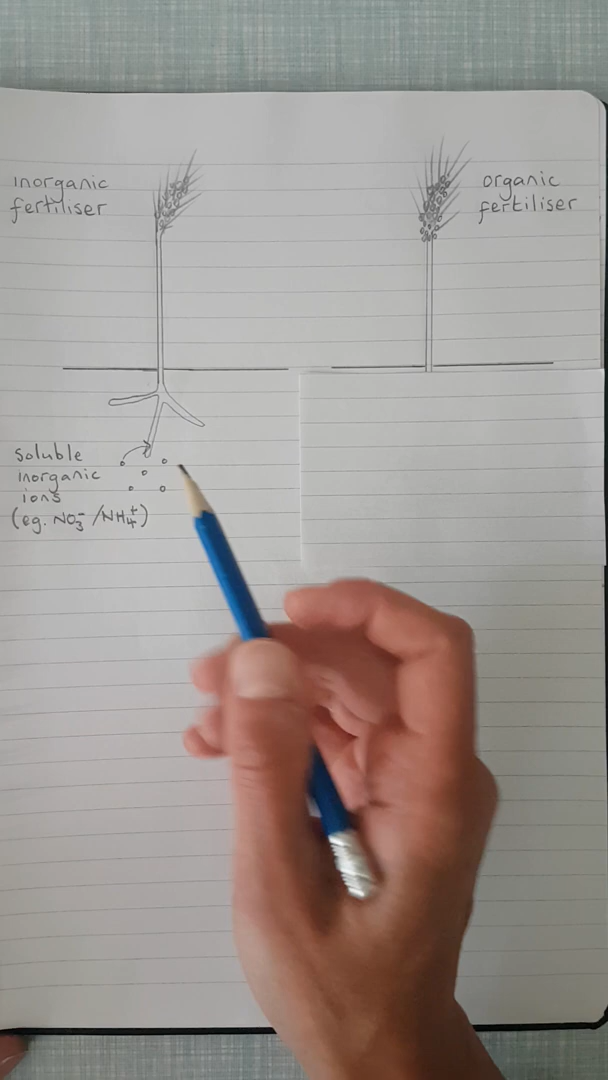 inorganic
fertiliser
organic
fertiliser
soluble
inorganic
ions
(eg. NO₃⁻/NH₄⁺)